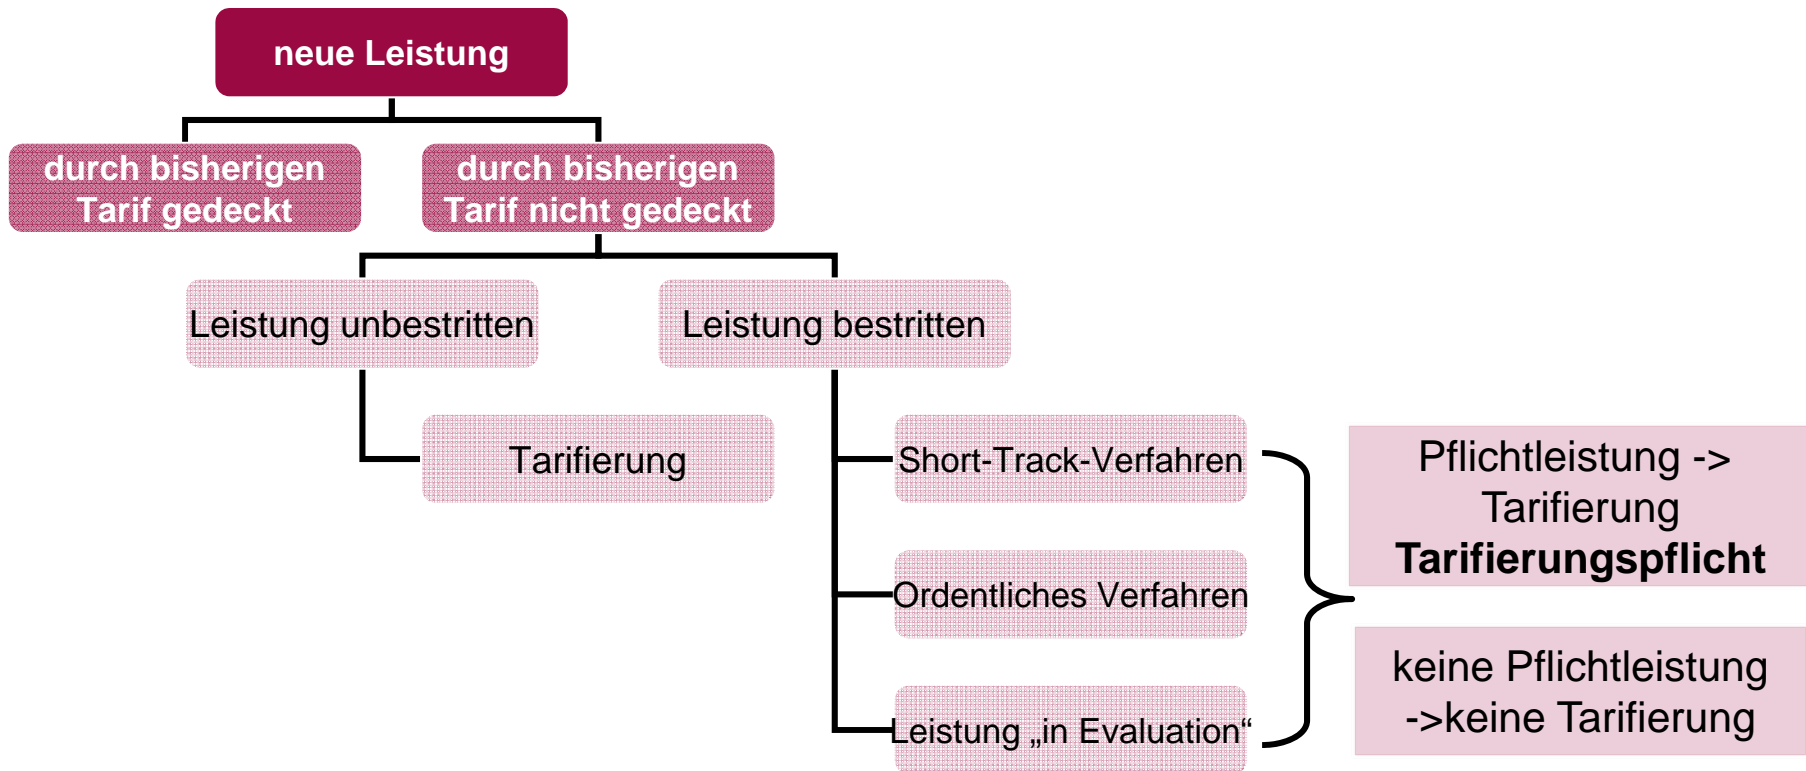 neue Leistung
durch bisherigen
Tarif gedeckt
durch bisherigen
Tarif nicht gedeckt
Leistung unbestritten
Leistung bestritten
Tarifierung
Short-Track-Verfahren
Ordentliches Verfahren
Leistung „in Evaluation“
Pflichtleistung ->
Tarifierung
Tarifierungspflicht
keine Pflichtleistung
->keine Tarifierung